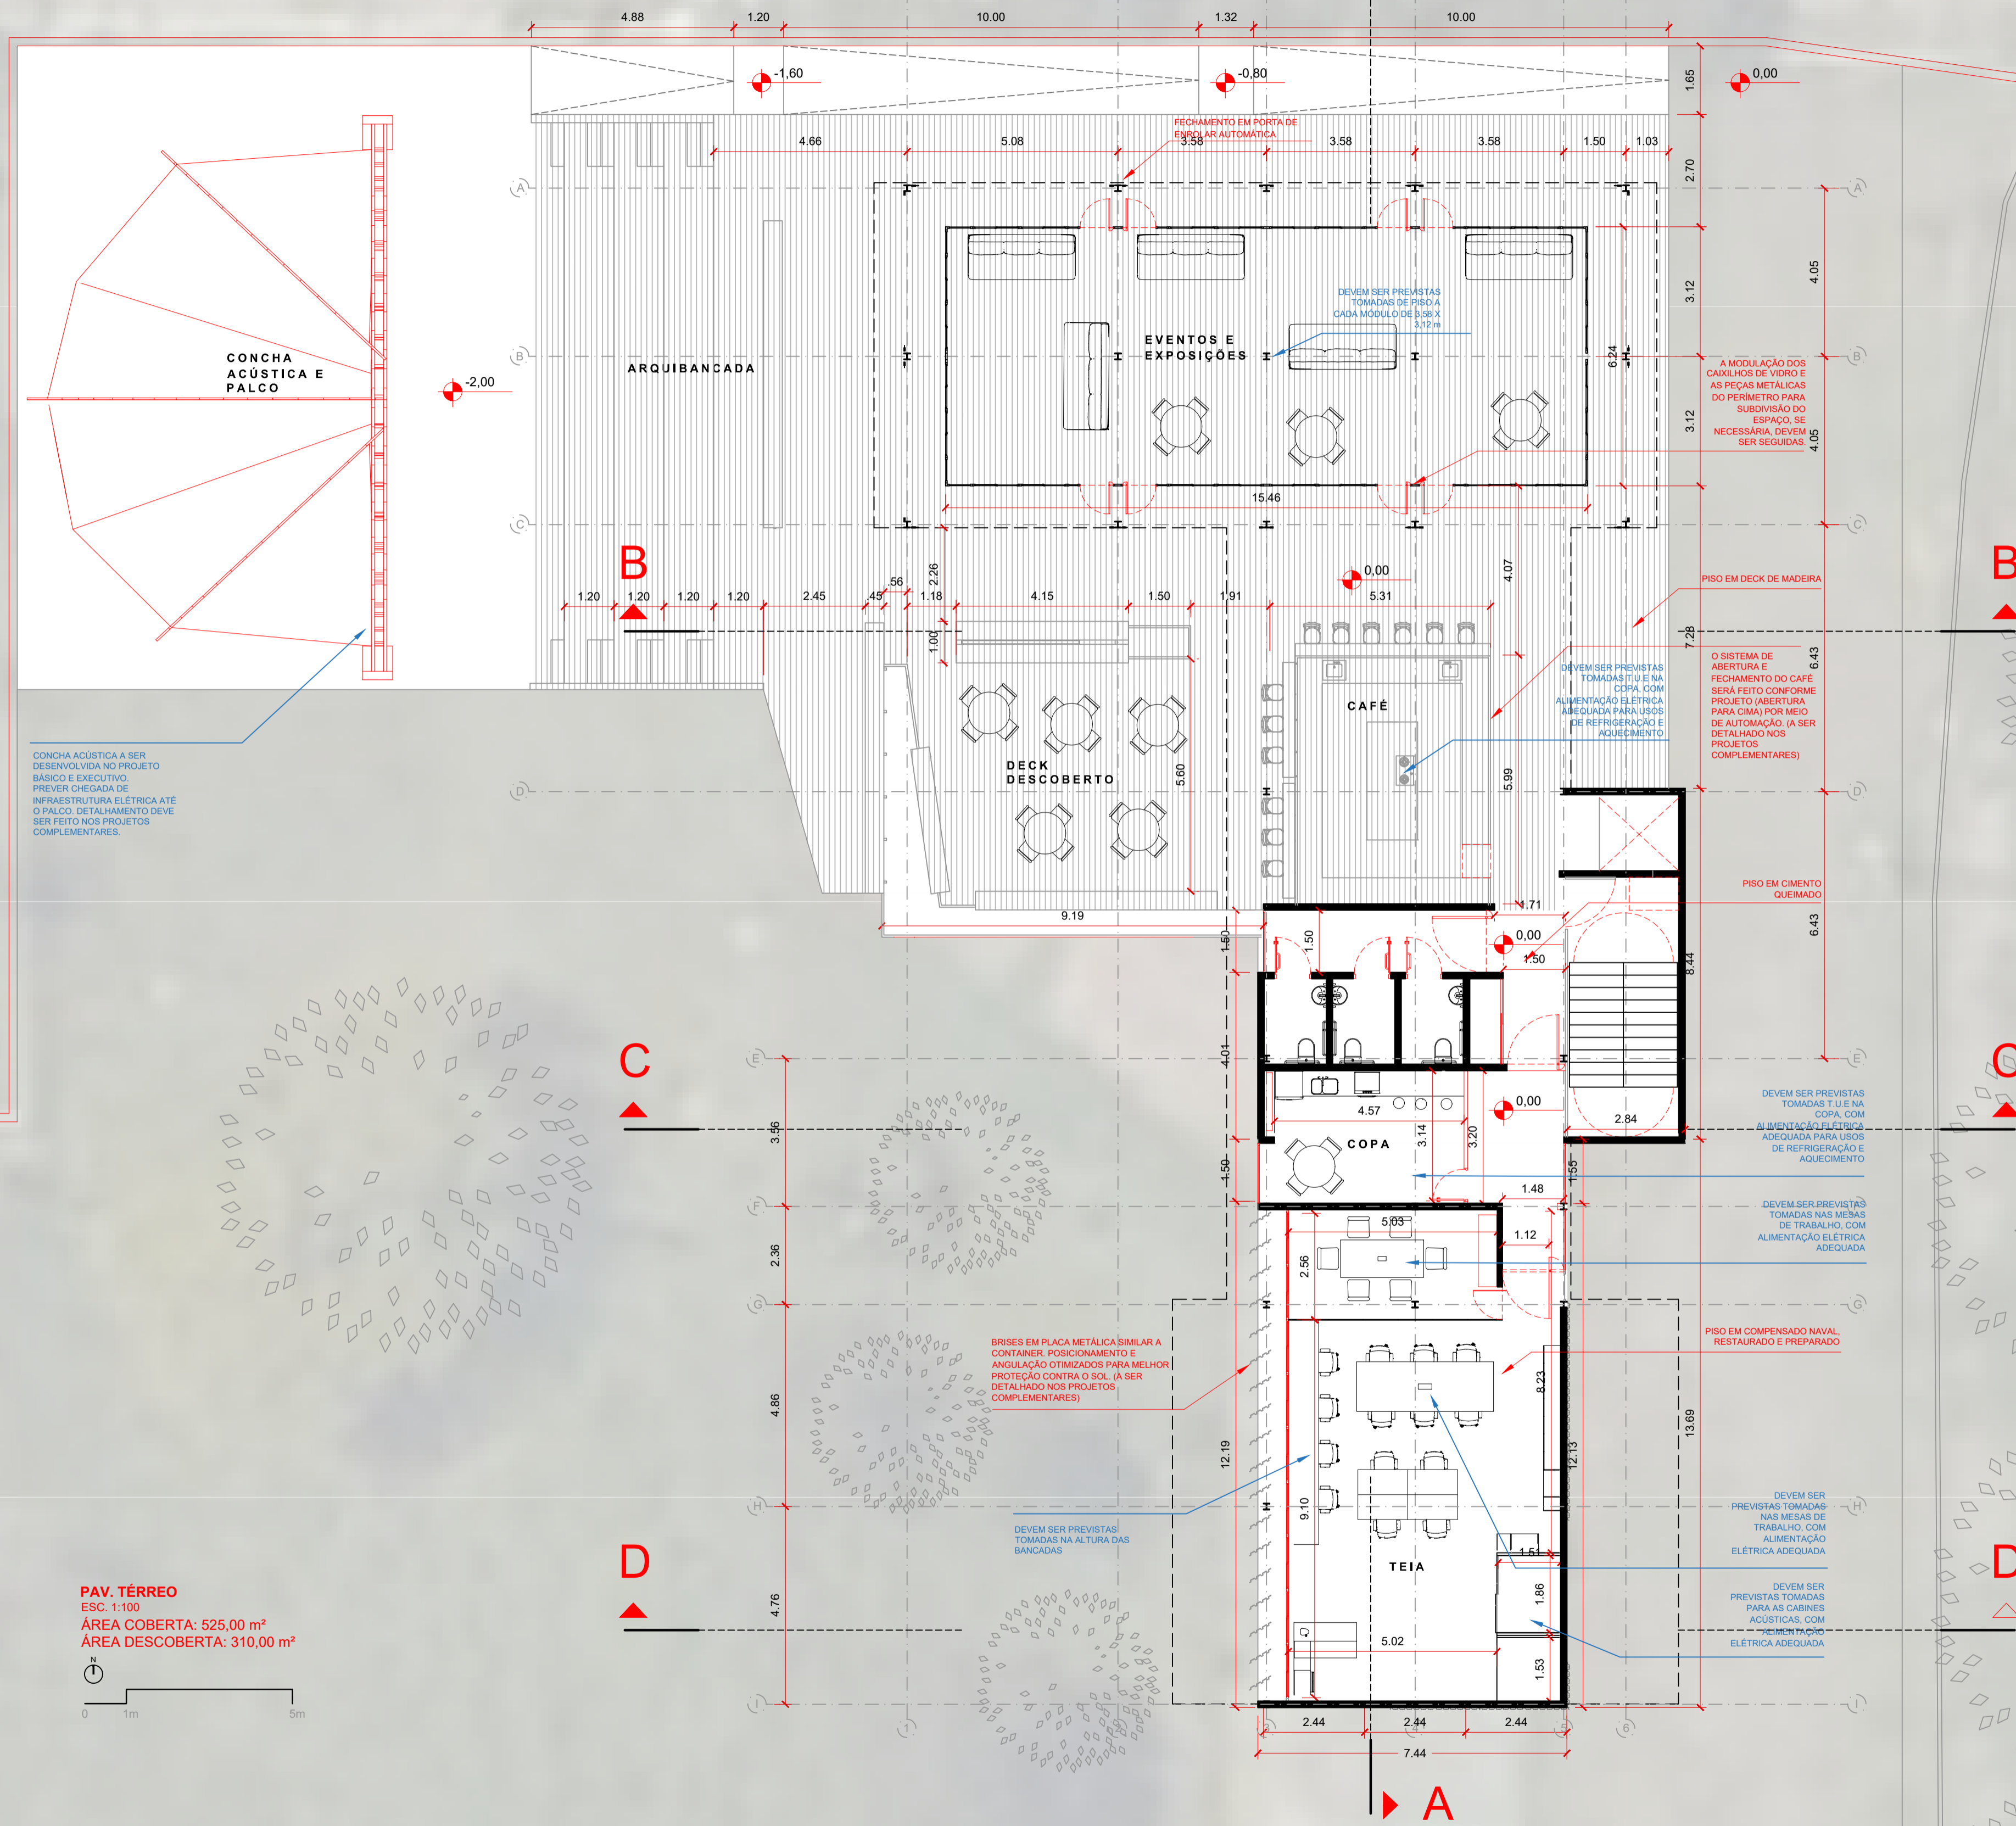 4.88
1.20
10.00
1.32
10.00
-1,60
-0,80
0,00
1.65
FECHAMENTO EM PORTA DE
ENROLAR AUTOMÁTICA
4.66
5.08
3.58
3.58
3.58
1.50
1.03
2.70
A
A
4.05
3.12
DEVEM SER PREVISTAS
TOMADAS DE PISO A
CADA MÓDULO DE 3,58 X
3,12 m
EVENTOS E
EXPOSIÇÕES
CONCHA
ACÚSTICA E
PALCO
ARQUIBANCADA
-2,00
B
B
6.24
A MODULAÇÃO DOS
CAIXILHOS DE VIDRO E
AS PEÇAS METÁLICAS
DO PERÍMETRO PARA
SUBDIVISÃO DO
ESPAÇO, SE
NECESSÁRIA, DEVEM
SER SEGUIDAS.
3.12
4.05
15.46
C
C
B
B
0,00
4.07
2.26
PISO EM DECK DE MADEIRA
1.20
1.20
1.20
1.20
2.45
.45
.56
1.18
4.15
1.50
1.91
5.31
1.00
7.28
6.43
O SISTEMA DE
ABERTURA E
FECHAMENTO DO CAFÉ
SERÁ FEITO CONFORME
PROJETO (ABERTURA
PARA CIMA) POR MEIO
DE AUTOMAÇÃO. (A SER
DETALHADO NOS
PROJETOS
COMPLEMENTARES)
DEVEM SER PREVISTAS
TOMADAS T.U.E NA
COPA, COM
ALIMENTAÇÃO ELÉTRICA
ADEQUADA PARA USOS
DE REFRIGERAÇÃO E
AQUECIMENTO
CAFÉ
DECK
DESCOBERTO
5.60
5.99
CONCHA ACÚSTICA A SER
DESENVOLVIDA NO PROJETO
BÁSICO E EXECUTIVO.
PREVER CHEGADA DE
INFRAESTRUTURA ELÉTRICA ATÉ
O PALCO. DETALHAMENTO DEVE
SER FEITO NOS PROJETOS
COMPLEMENTARES.
D
D
PISO EM CIMENTO
QUEIMADO
9.19
1.71
1.50
1.50
0,00
1.50
6.43
8.44
E
E
C
C
4.01
3.56
4.57
0,00
2.84
COPA
3.14
3.20
1.50
1.55
1.48
DEVEM SER PREVISTAS
TOMADAS T.U.E NA
COPA, COM
ALIMENTAÇÃO ELÉTRICA
ADEQUADA PARA USOS
DE REFRIGERAÇÃO E
AQUECIMENTO
F
5.03
1.12
2.36
2.56
DEVEM SER PREVISTAS
TOMADAS NAS MESAS
DE TRABALHO, COM
ALIMENTAÇÃO ELÉTRICA
ADEQUADA
G
G
BRISES EM PLACA METÁLICA SIMILAR A
CONTAINER. POSICIONAMENTO E
ANGULAÇÃO OTIMIZADOS PARA MELHOR
PROTEÇÃO CONTRA O SOL. (A SER
DETALHADO NOS PROJETOS
COMPLEMENTARES)
PISO EM COMPENSADO NAVAL,
RESTAURADO E PREPARADO
4.86
8.23
12.19
12.13
13.69
9.10
H
H
DEVEM SER PREVISTAS
TOMADAS NA ALTURA DAS
BANCADAS
DEVEM SER
PREVISTAS TOMADAS
NAS MESAS DE
TRABALHO, COM
ALIMENTAÇÃO
ELÉTRICA ADEQUADA
D
D
TEIA
1.51
1.86
4.76
DEVEM SER
PREVISTAS TOMADAS
PARA AS CABINES
ACÚSTICAS, COM
ALIMENTAÇÃO
ELÉTRICA ADEQUADA
5.02
1.53
I
I
PAV. TÉRREO
ESC. 1:100
ÁREA COBERTA: 525,00 m²
ÁREA DESCOBERTA: 310,00 m²
N
0
1m
5m
1
5
6
2.44
2.44
2.44
7.44
A